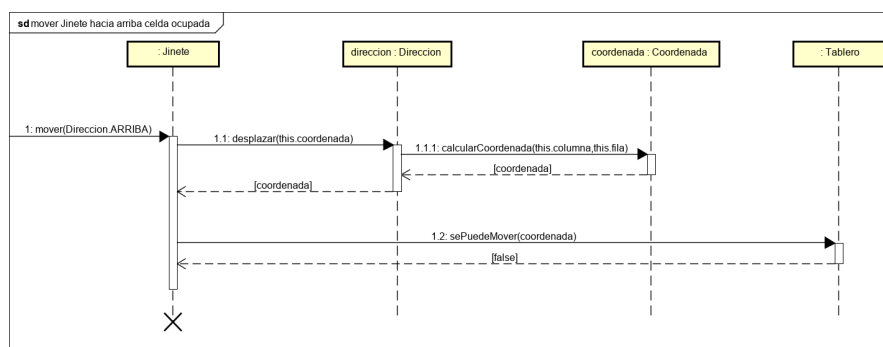 sd mover Jinete hacia arriba celda ocupada
: Jinete
direccion : Direccion
coordenada : Coordenada
: Tablero
1: mover(Direccion.ARRIBA)
1.1: desplazar(this.coordenada)
1.1.1: calcularCoordenada(this.columna,this.fila)
[coordenada]
[coordenada]
1.2: sePuedeMover(coordenada)
[false]